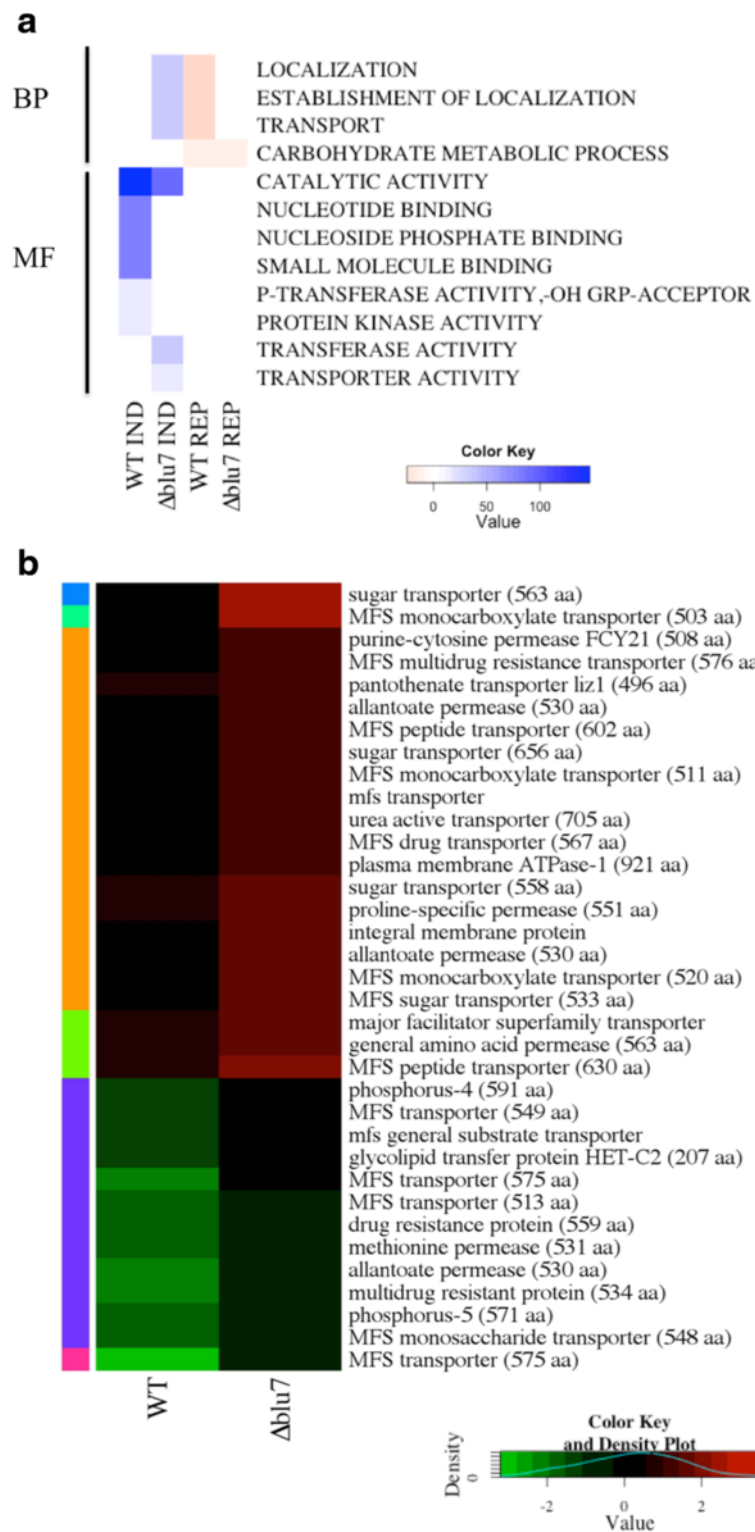 a
BP
LOCALIZATION
ESTABLISHMENT OF LOCALIZATION
TRANSPORT
CARBOHYDRATE METABOLIC PROCESS
MF
CATALYTIC ACTIVITY
NUCLEOTIDE BINDING
NUCLEOSIDE PHOSPHATE BINDING
SMALL MOLECULE BINDING
P-TRANSFERASE ACTIVITY,-OH GRP-ACCEPTOR
PROTEIN KINASE ACTIVITY
TRANSFERASE ACTIVITY
TRANSPORTER ACTIVITY
WT IND
Δblu7 IND
WT REP
Δblu7 REP
Color Key
0 50 100
Value
b
sugar transporter (563 aa)
MFS monocarboxylate transporter (503 aa)
purine-cytosine permease FCY21 (508 aa)
MFS multidrug resistance transporter (576 aa)
pantothenate transporter liz1 (496 aa)
allantoate permease (530 aa)
MFS peptide transporter (602 aa)
sugar transporter (656 aa)
MFS monocarboxylate transporter (511 aa)
mfs transporter
urea active transporter (705 aa)
MFS drug transporter (567 aa)
plasma membrane ATPase-1 (921 aa)
sugar transporter (558 aa)
proline-specific permease (551 aa)
integral membrane protein
allantoate permease (530 aa)
MFS monocarboxylate transporter (520 aa)
MFS sugar transporter (533 aa)
major facilitator superfamily transporter
general amino acid permease (563 aa)
MFS peptide transporter (630 aa)
phosphorus-4 (591 aa)
MFS transporter (549 aa)
mfs general substrate transporter
glycolipid transfer protein HET-C2 (207 aa)
MFS transporter (575 aa)
MFS transporter (513 aa)
drug resistance protein (559 aa)
methionine permease (531 aa)
allantoate permease (530 aa)
multidrug resistant protein (534 aa)
phosphorus-5 (571 aa)
MFS monosaccharide transporter (548 aa)
MFS transporter (575 aa)
WT
Δblu7
Color Key
and Density Plot
Density
0
-2 0 2
Value